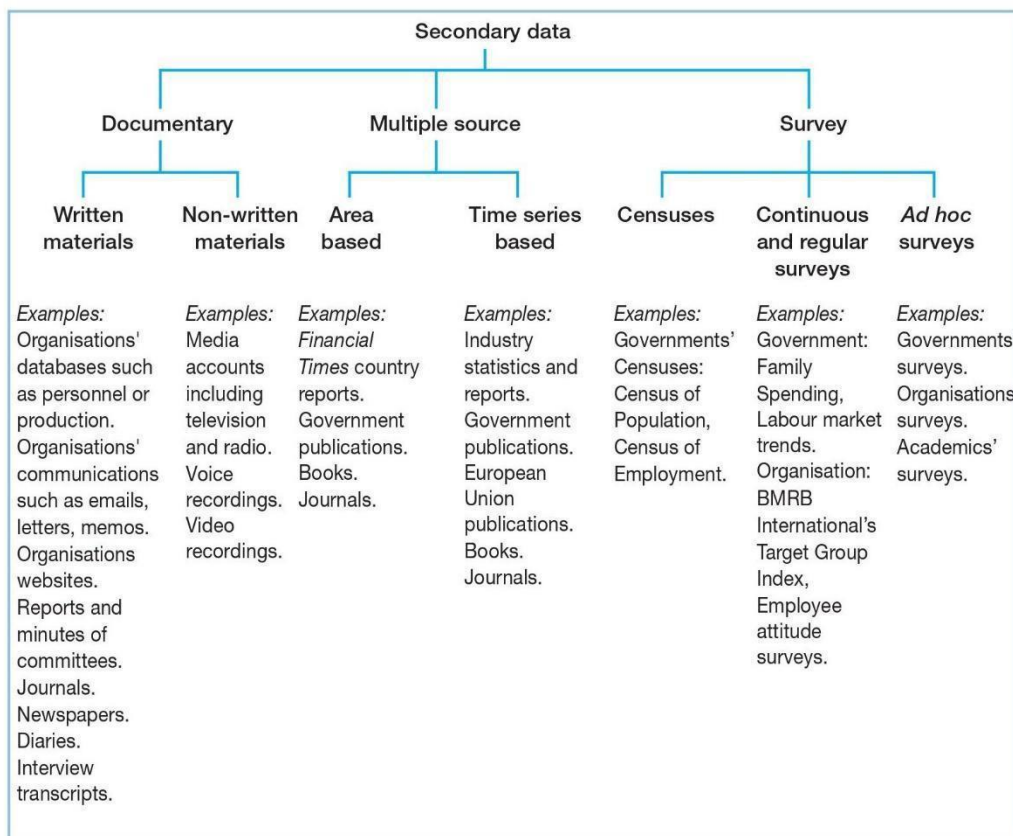 Secondary data
Documentary
Multiple source
Survey
Written
materials
Non-written
materials
Area
based
Time series
based
Censuses
Continuous
and regular
surveys
Ad hoc
surveys
Examples:
Organisations'
databases such
as personnel or
production.
Organisations'
communications
such as emails,
letters, memos.
Organisations
websites.
Reports and
minutes of
committees.
Journals.
Newspapers.
Diaries.
Interview
transcripts.
Examples:
Media
accounts
including
television
and radio.
Voice
recordings.
Video
recordings.
Examples:
Financial
Times country
reports.
Government
publications.
Books.
Journals.
Examples:
Industry
statistics and
reports.
Government
publications.
European
Union
publications.
Books.
Journals.
Examples:
Governments’
Censuses:
Census of
Population,
Census of
Employment.
Examples:
Government:
Family
Spending,
Labour market
trends.
Organisation:
BMRB
International’s
Target Group
Index,
Employee
attitude
surveys.
Examples:
Governments
surveys.
Organisations
surveys.
Academics’
surveys.